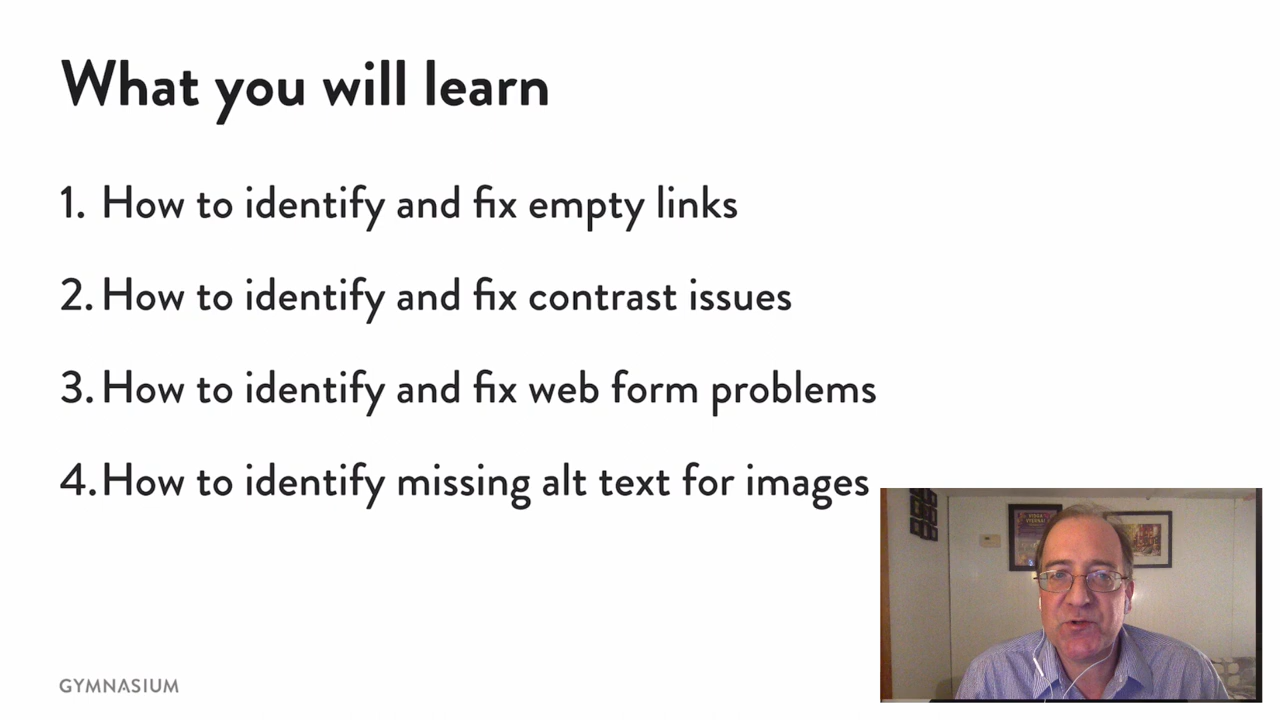 What you will learn
1. How to identify and fix empty links
2. How to identify and fix contrast issues
3. How to identify and fix web form problems
4. How to identify missing alt text for images
GYMNASIUM